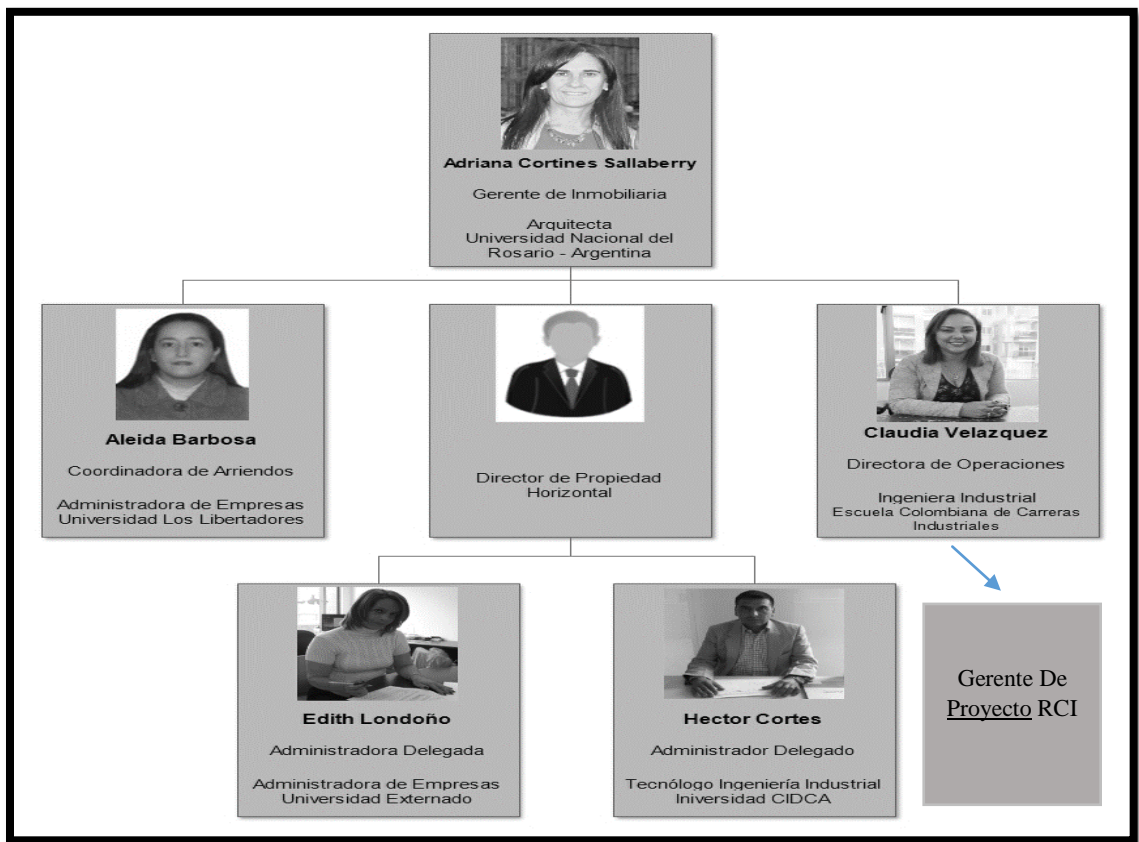 Adriana Cortines Sallaberry
Gerente de Inmobiliaria
Arquitecta
Universidad Nacional del
Rosario - Argentina
Aleida Barbosa
Coordinadora de Arriendos
Administradora de Empresas
Universidad Los Libertadores
Director de Propiedad
Horizontal
Claudia Velazquez
Directora de Operaciones
Ingeniera Industrial
Escuela Colombiana de Carreras
Industriales
Edith Londoño
Administradora Delegada
Administradora de Empresas
Universidad Externado
Hector Cortes
Administrador Delegado
Tecnólogo Ingeniería Industrial
Iniversidad CIDCA
Gerente De
Proyecto RCI